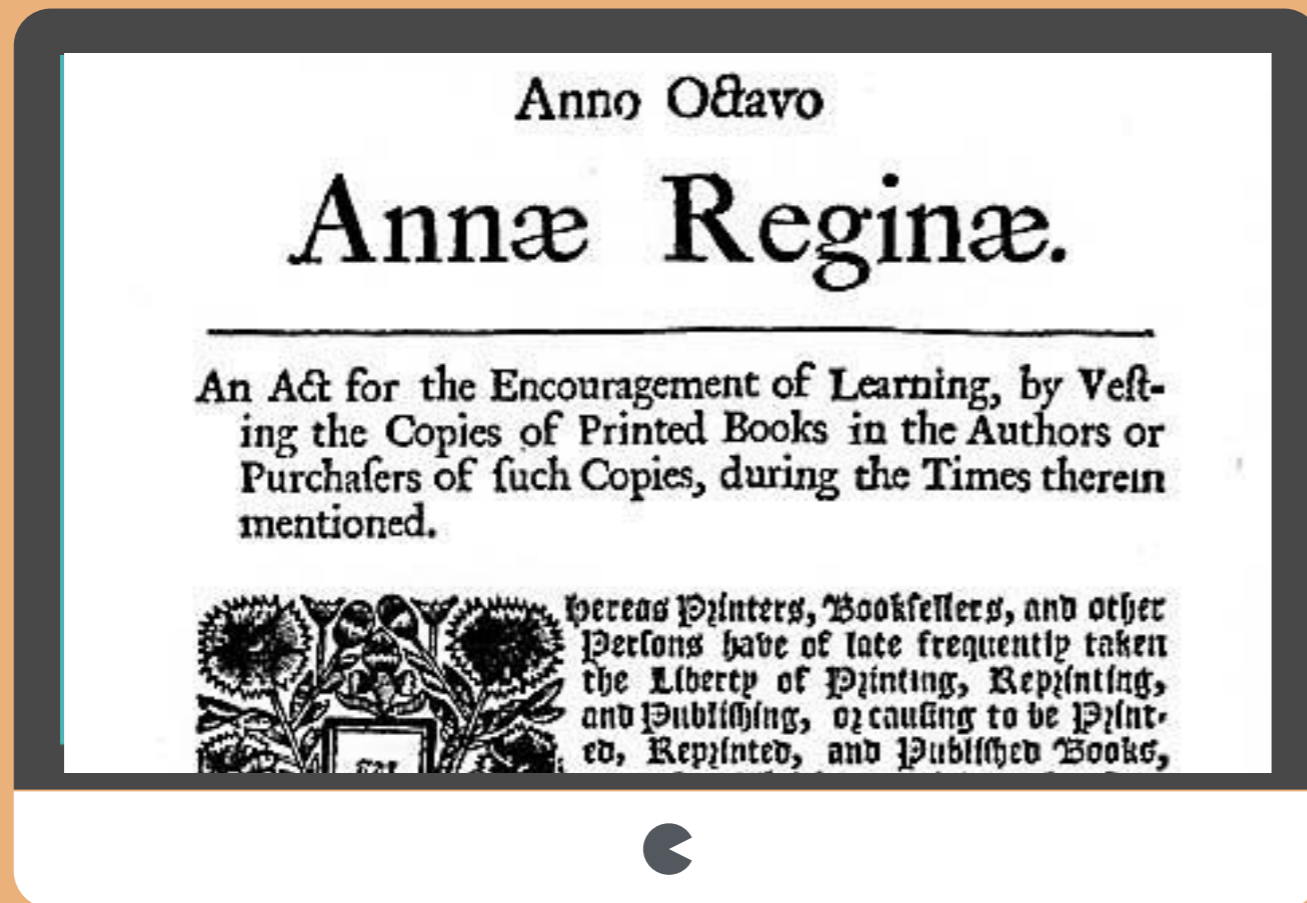 Anno Octavo
Annæ Reginæ.
An Act for the Encouragement of Learning, by Veſt-
ing the Copies of Printed Books in the Authors or
Purchaſers of ſuch Copies, during the Times therein
mentioned.
hereas Printers, Bookſellers, and other
Perſons have of late frequently taken
the Liberty of Printing, Reprinting,
and Publiſhing, or cauſing to be Print-
ed, Reprinted, and Publiſhed Books,